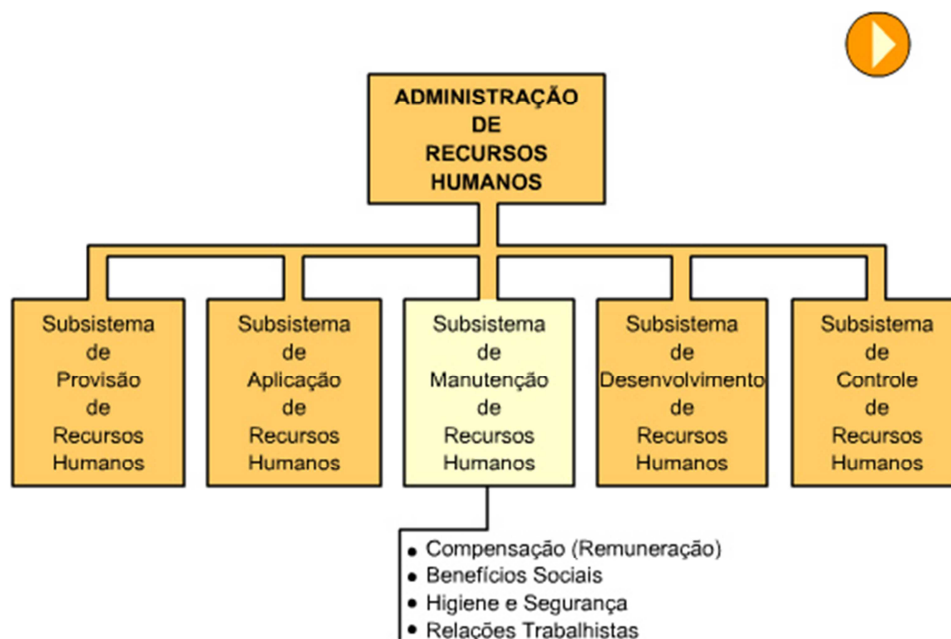 ADMINISTRAÇÃO
DE
RECURSOS
HUMANOS
Subsistema
de
Provisão
de
Recursos
Humanos
Subsistema
de
Aplicação
de
Recursos
Humanos
Subsistema
de
Manutenção
de
Recursos
Humanos
Subsistema
de
Desenvolvimento
de
Recursos
Humanos
Subsistema
de
Controle
de
Recursos
Humanos
• Compensação (Remuneração)
• Benefícios Sociais
• Higiene e Segurança
• Relações Trabalhistas